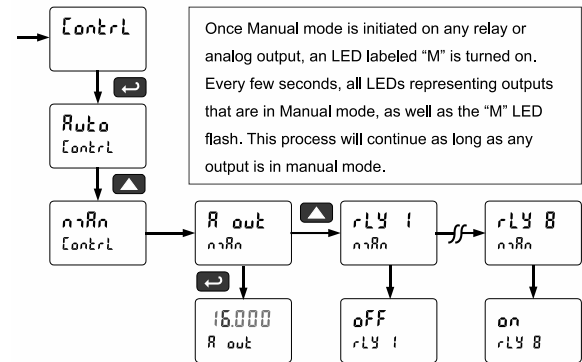 Contrl
Once Manual mode is initiated on any relay or
analog output, an LED labeled “M” is turned on.
Every few seconds, all LEDs representing outputs
that are in Manual mode, as well as the “M” LED
flash. This process will continue as long as any
output is in manual mode.
Auto
Contrl
mAn
Contrl
A out
mAn
rLY 1
mAn
rLY 8
mAn
16.000
A out
oFF
rLY 1
on
rLY 8